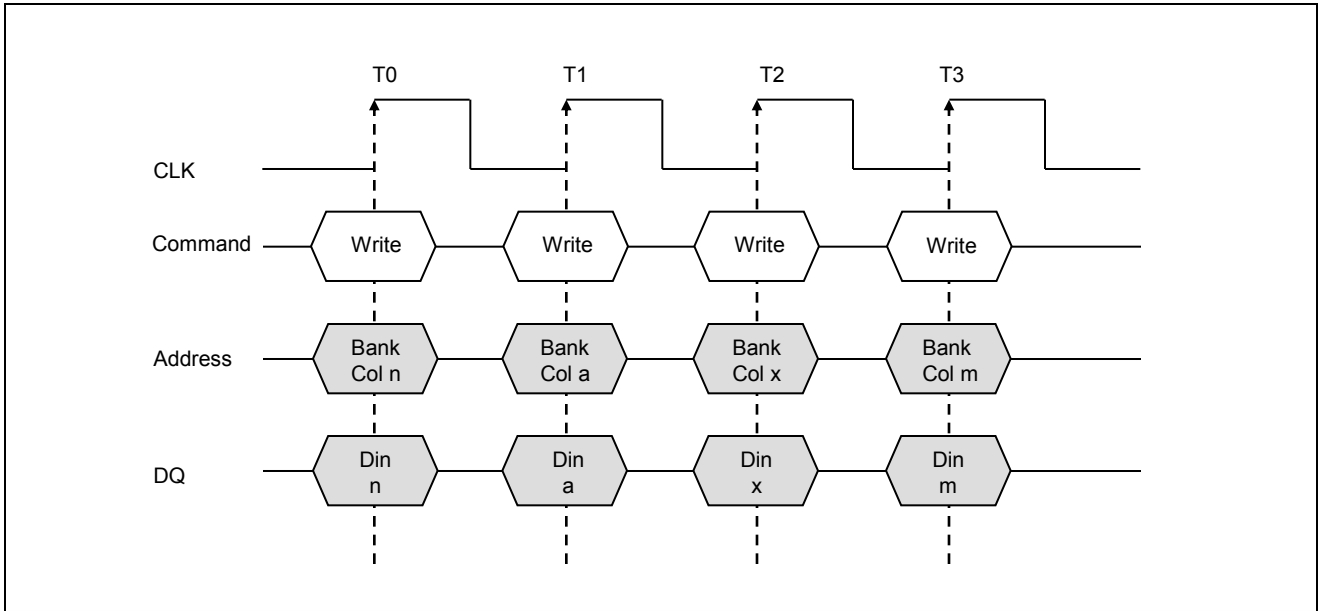 T0 T1 T2 T3
CLK
Command Write Write Write Write
Address Bank Col n Bank Col a Bank Col x Bank Col m
DQ Din n Din a Din x Din m